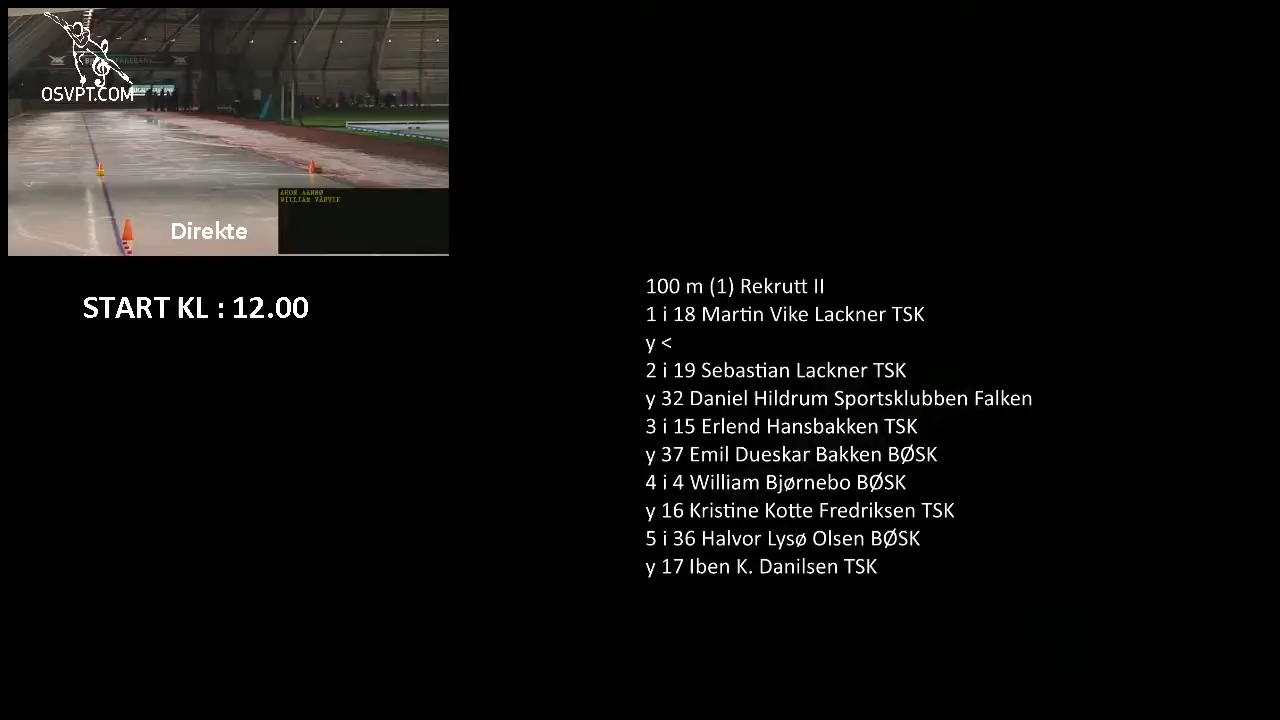 OSVPT.COM
Direkte
START KL : 12.00
100 m (1) Rekrutt II
1 i 18 Martin Vike Lackner TSK
y <
2 i 19 Sebastian Lackner TSK
y 32 Daniel Hildrum Sportsklubben Falken
3 i 15 Erlend Hansbakken TSK
y 37 Emil Dueskar Bakken BØSK
4 i 4 William Bjørnebo BØSK
y 16 Kristine Kotte Fredriksen TSK
5 i 36 Halvor Lysø Olsen BØSK
y 17 Iben K. Danilsen TSK